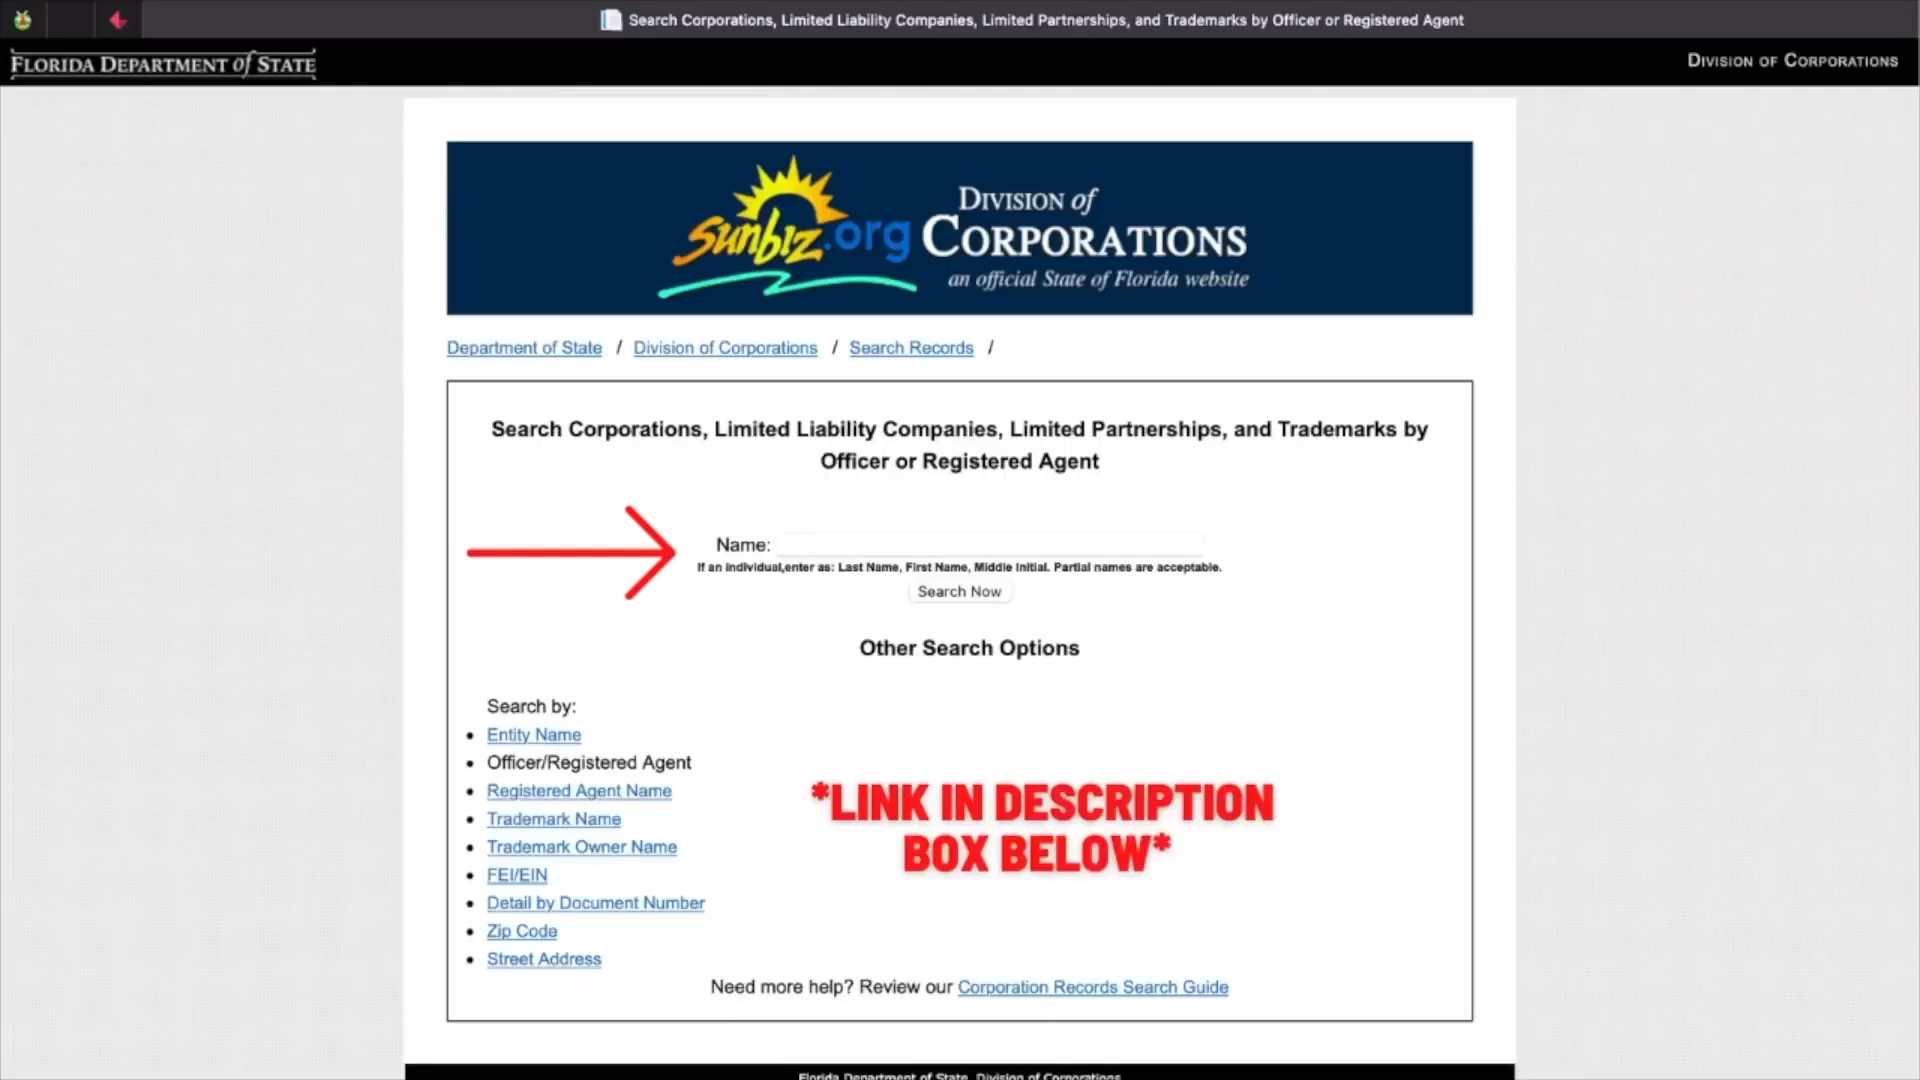 Search Corporations, Limited Liability Companies, Limited Partnerships, and Trademarks by Officer or Registered Agent
FLORIDA DEPARTMENT of STATE
DIVISION OF CORPORATIONS
sunbiz.org
DIVISION of
CORPORATIONS
an official State of Florida website
Department of State / Division of Corporations / Search Records /
Search Corporations, Limited Liability Companies, Limited Partnerships, and Trademarks by
Officer or Registered Agent
Name:
If an individual,enter as: Last Name, First Name, Middle Initial. Partial names are acceptable.
Search Now
Other Search Options
Search by:
• Entity Name
• Officer/Registered Agent
• Registered Agent Name
• Trademark Name
• Trademark Owner Name
• FEI/EIN
• Detail by Document Number
• Zip Code
• Street Address
*LINK IN DESCRIPTION
BOX BELOW*
Need more help? Review our Corporation Records Search Guide
Florida Department of State, Division of Corporations